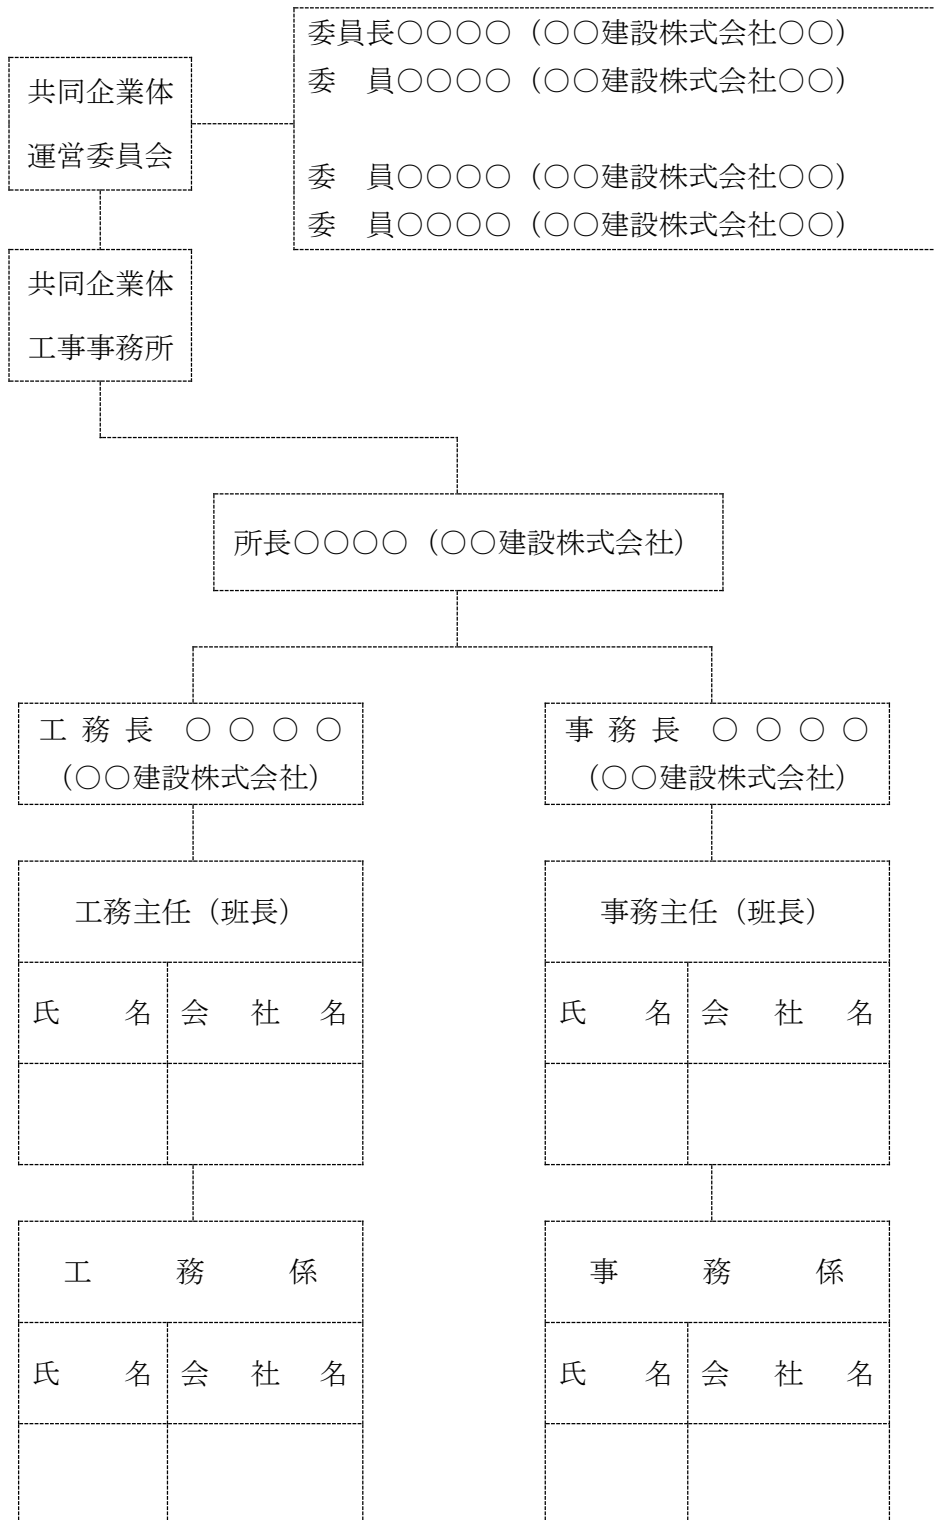 委員長○○○○(○○建設株式会社○○)
委 員○○○○(○○建設株式会社○○)
共同企業体
運営委員会
委 員○○○○(○○建設株式会社○○)
委 員○○○○(○○建設株式会社○○)
共同企業体
工事事務所
所長○○○○(○○建設株式会社)
工務長 ○○○○
(○○建設株式会社)
事務長 ○○○○
(○○建設株式会社)
工務主任(班長)
事務主任(班長)
氏 名 会 社 名
氏 名 会 社 名
工 務 係
事 務 係
氏 名 会 社 名
氏 名 会 社 名